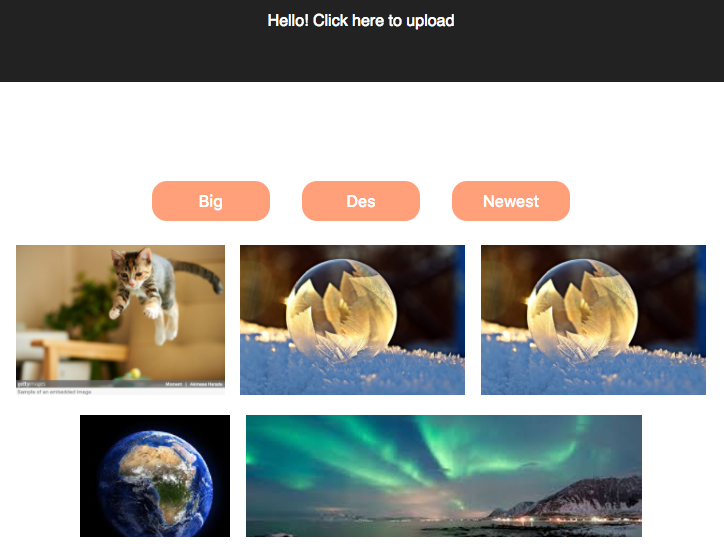 Hello! Click here to upload
Big
Des
Newest
gettyimages
Moment | Akimasa Harada
Sample of an embedded image